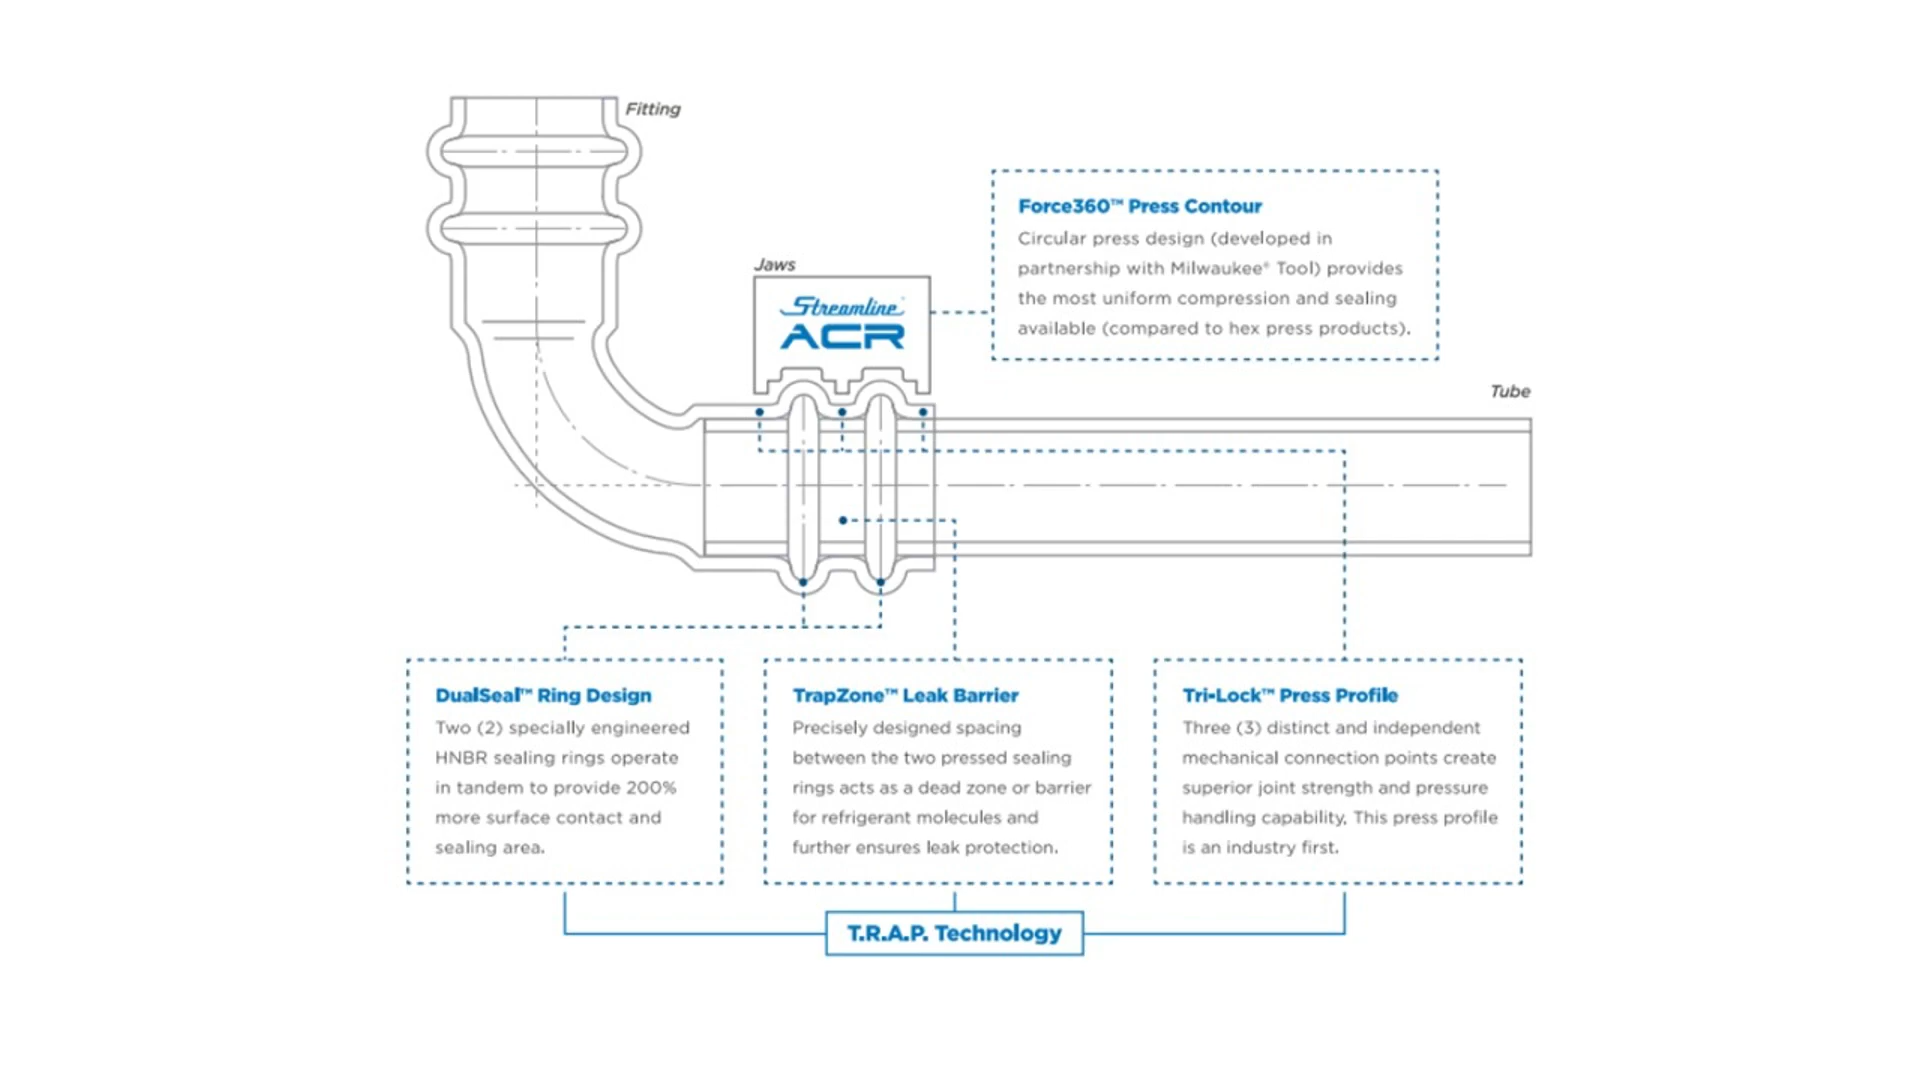 Fitting
Force360™ Press Contour
Circular press design (developed in
partnership with Milwaukee® Tool) provides
the most uniform compression and sealing
available (compared to hex press products).
Jaws
Streamline®
ACR
Tube
DualSeal™ Ring Design
Two (2) specially engineered
HNBR sealing rings operate
in tandem to provide 200%
more surface contact and
sealing area.
TrapZone™ Leak Barrier
Precisely designed spacing
between the two pressed sealing
rings acts as a dead zone or barrier
for refrigerant molecules and
further ensures leak protection.
Tri-Lock™ Press Profile
Three (3) distinct and independent
mechanical connection points create
superior joint strength and pressure
handling capability. This press profile
is an industry first.
T.R.A.P. Technology